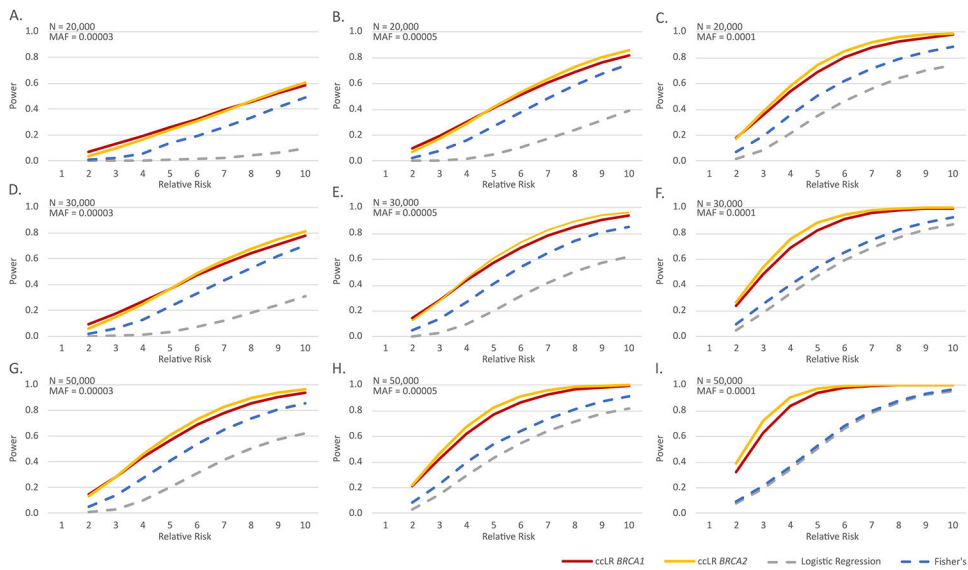 A.
N = 20,000
MAF = 0.00003
1.0
0.8
0.6
0.4
0.2
0.0
Power
1 2 3 4 5 6 7 8 9 10
Relative Risk
B.
N = 20,000
MAF = 0.00005
1.0
0.8
0.6
0.4
0.2
0.0
Power
1 2 3 4 5 6 7 8 9 10
Relative Risk
C.
N = 20,000
MAF = 0.0001
1.0
0.8
0.6
0.4
0.2
0.0
Power
1 2 3 4 5 6 7 8 9 10
Relative Risk
D.
N = 30,000
MAF = 0.00003
1.0
0.8
0.6
0.4
0.2
0.0
Power
1 2 3 4 5 6 7 8 9 10
Relative Risk
E.
N = 30,000
MAF = 0.00005
1.0
0.8
0.6
0.4
0.2
0.0
Power
1 2 3 4 5 6 7 8 9 10
Relative Risk
F.
N = 30,000
MAF = 0.0001
1.0
0.8
0.6
0.4
0.2
0.0
Power
1 2 3 4 5 6 7 8 9 10
Relative Risk
G.
N = 50,000
MAF = 0.00003
1.0
0.8
0.6
0.4
0.2
0.0
Power
1 2 3 4 5 6 7 8 9 10
Relative Risk
H.
N = 50,000
MAF = 0.00005
1.0
0.8
0.6
0.4
0.2
0.0
Power
1 2 3 4 5 6 7 8 9 10
Relative Risk
I.
N = 50,000
MAF = 0.0001
1.0
0.8
0.6
0.4
0.2
0.0
Power
1 2 3 4 5 6 7 8 9 10
Relative Risk
ccLR BRCA1 ccLR BRCA2 Logistic Regression Fisher's